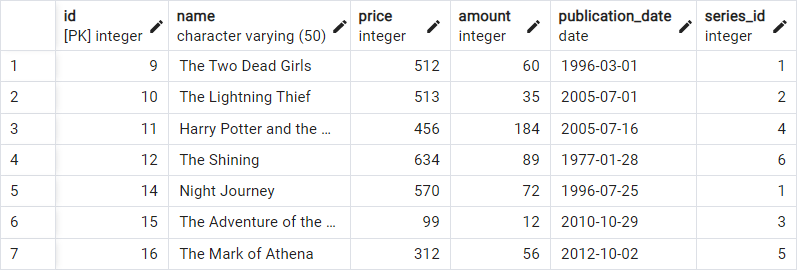 id name price amount publication_date series_id
[PK] integer character varying (50) integer integer date integer
1 9 The Two Dead Girls 512 60 1996-03-01 1
2 10 The Lightning Thief 513 35 2005-07-01 2
3 11 Harry Potter and the ... 456 184 2005-07-16 4
4 12 The Shining 634 89 1977-01-28 6
5 14 Night Journey 570 72 1996-07-25 1
6 15 The Adventure of the ... 99 12 2010-10-29 3
7 16 The Mark of Athena 312 56 2012-10-02 5